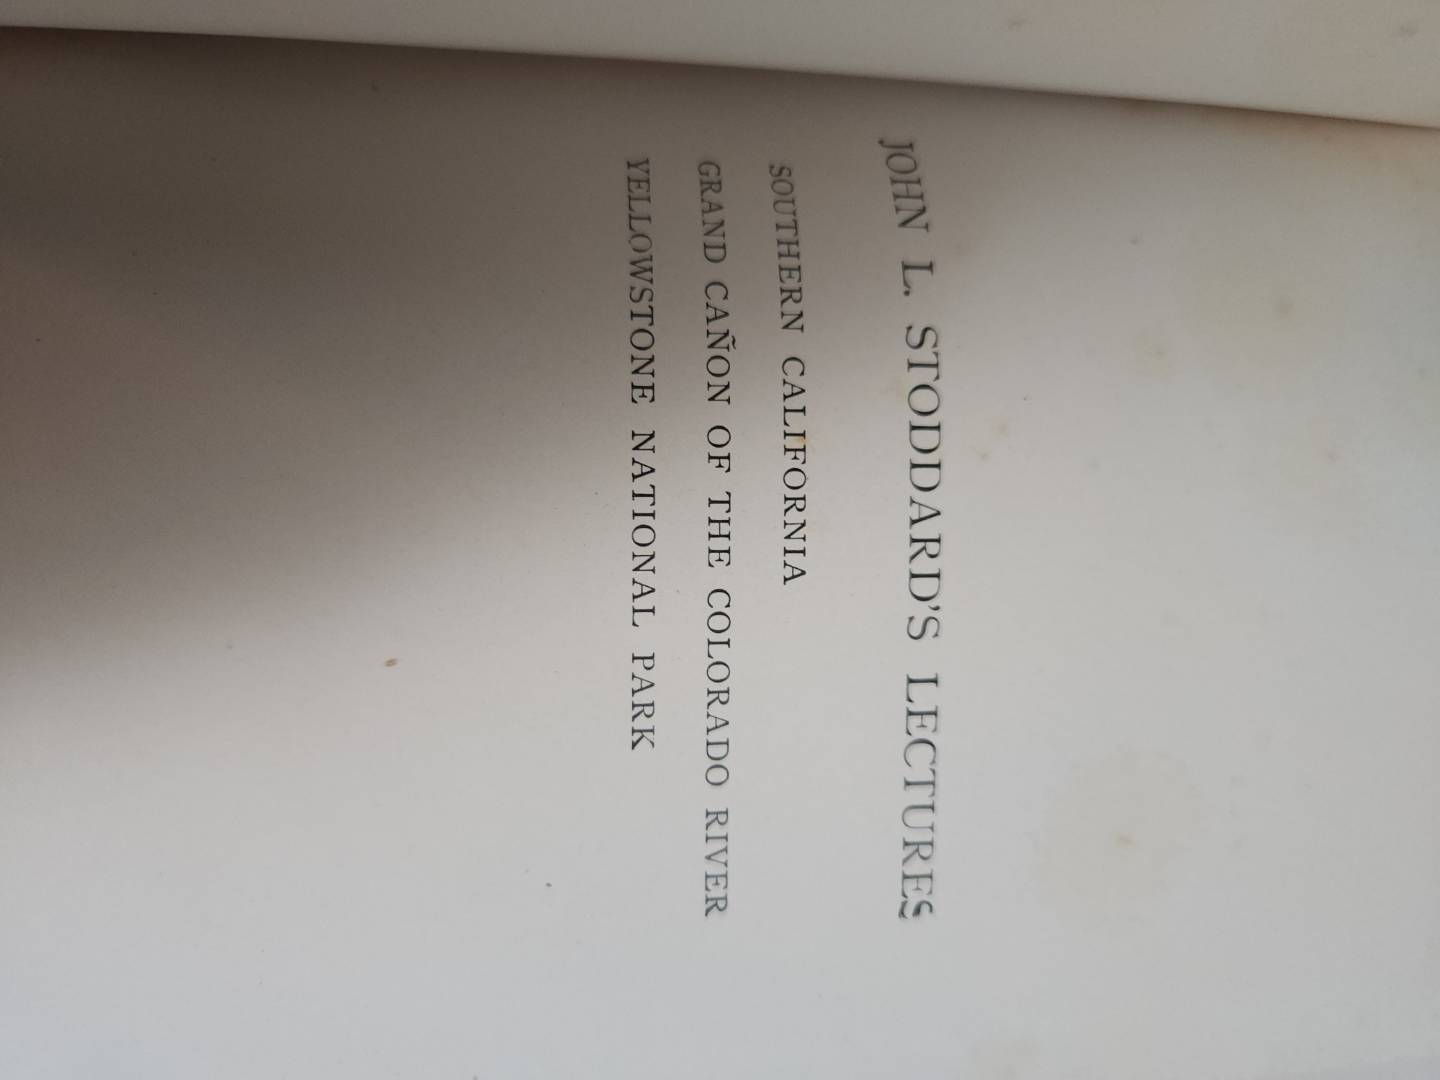 JOHN L. STODDARD'S LECTURES
SOUTHERN CALIFORNIA
GRAND CAÑON OF THE COLORADO RIVER
YELLOWSTONE NATIONAL PARK